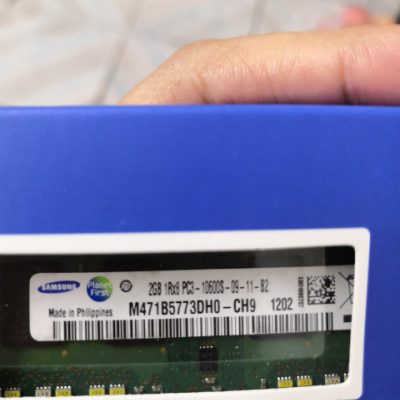 SAMSUNG
Planet First
2GB 1Rx8 PC3-10600S-09-11-B2
Made in Philippines
M471B5773DH0-CH9 1202